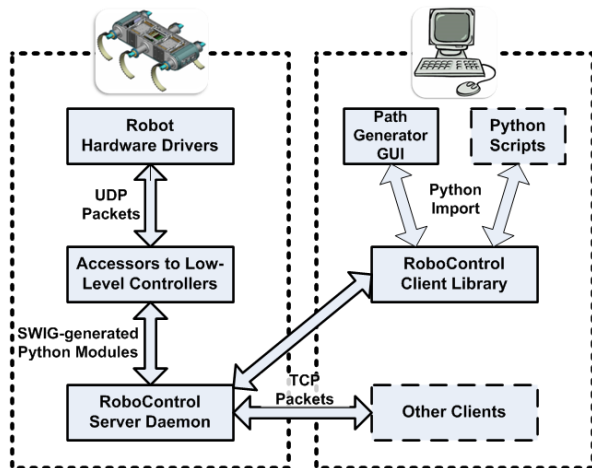 Robot
Hardware Drivers
UDP
Packets
Accessors to Low-
Level Controllers
SWIG-generated
Python Modules
RoboControl
Server Daemon
Path
Generator
GUI
Python
Scripts
Python
Import
RoboControl
Client Library
TCP
Packets
Other Clients